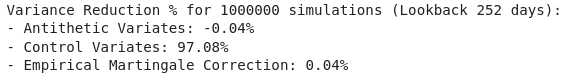 Variance Reduction % for 1000000 simulations (Lookback 252 days):
- Antithetic Variates: -0.04%
- Control Variates: 97.08%
- Empirical Martingale Correction: 0.04%